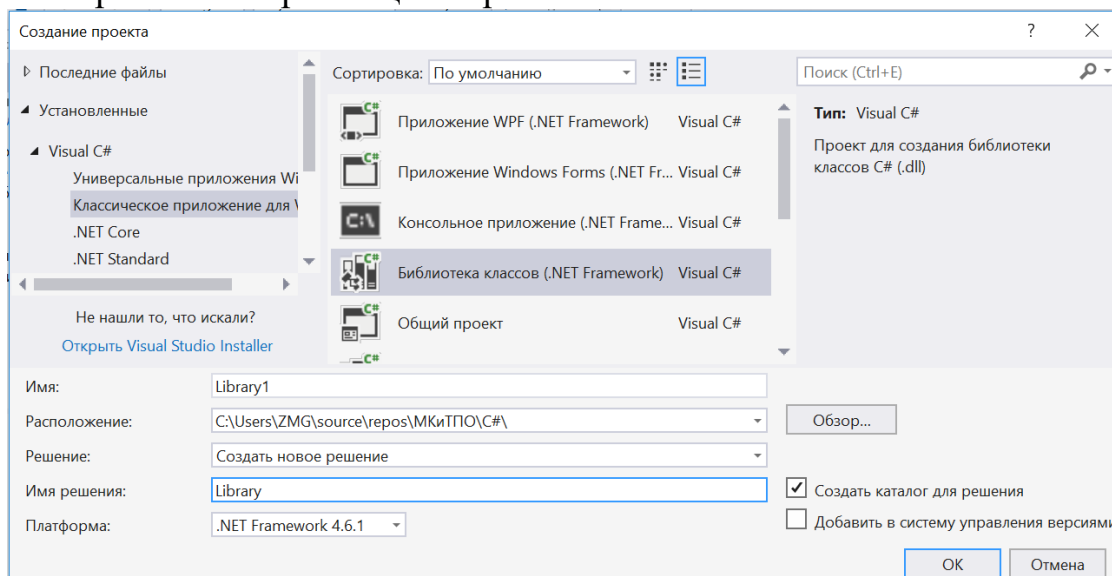 Создание проекта
?
Последние файлы
Установленные
Visual C#
Универсальные приложения Wi
Классическое приложение для
.NET Core
.NET Standard
Не нашли то, что искали?
Открыть Visual Studio Installer
Сортировка: По умолчанию
C# Приложение WPF (.NET Framework) Visual C#
C# Приложение Windows Forms (.NET Fr... Visual C#
C:\ Консольное приложение (.NET Frame... Visual C#
C# Библиотека классов (.NET Framework) Visual C#
C# Общий проект Visual C#
C#
Поиск (Ctrl+E)
Тип: Visual C#
Проект для создания библиотеки
классов C# (.dll)
Имя: Library1
Расположение: C:\Users\ZMG\source\repos\МКиТПО\C#\ Обзор...
Решение: Создать новое решение
Имя решения: Library
Создать каталог для решения
Платформа: .NET Framework 4.6.1
Добавить в систему управления версиями
ОК Отмена